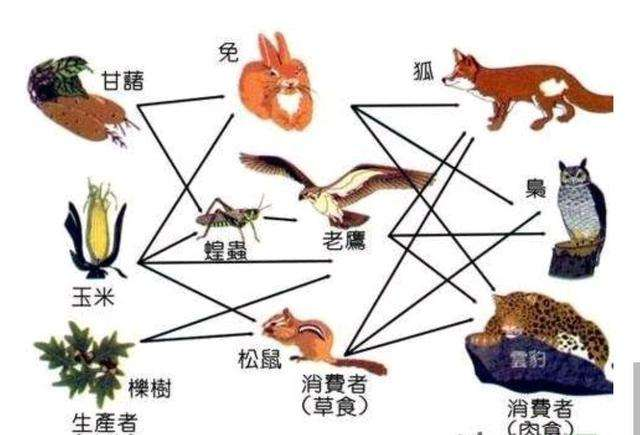 甘藷
免
狐
梟
蝗蟲
老鷹
玉米
松鼠
雲豹
櫟樹
消費者
（草食）
生產者
消費者
（肉食）